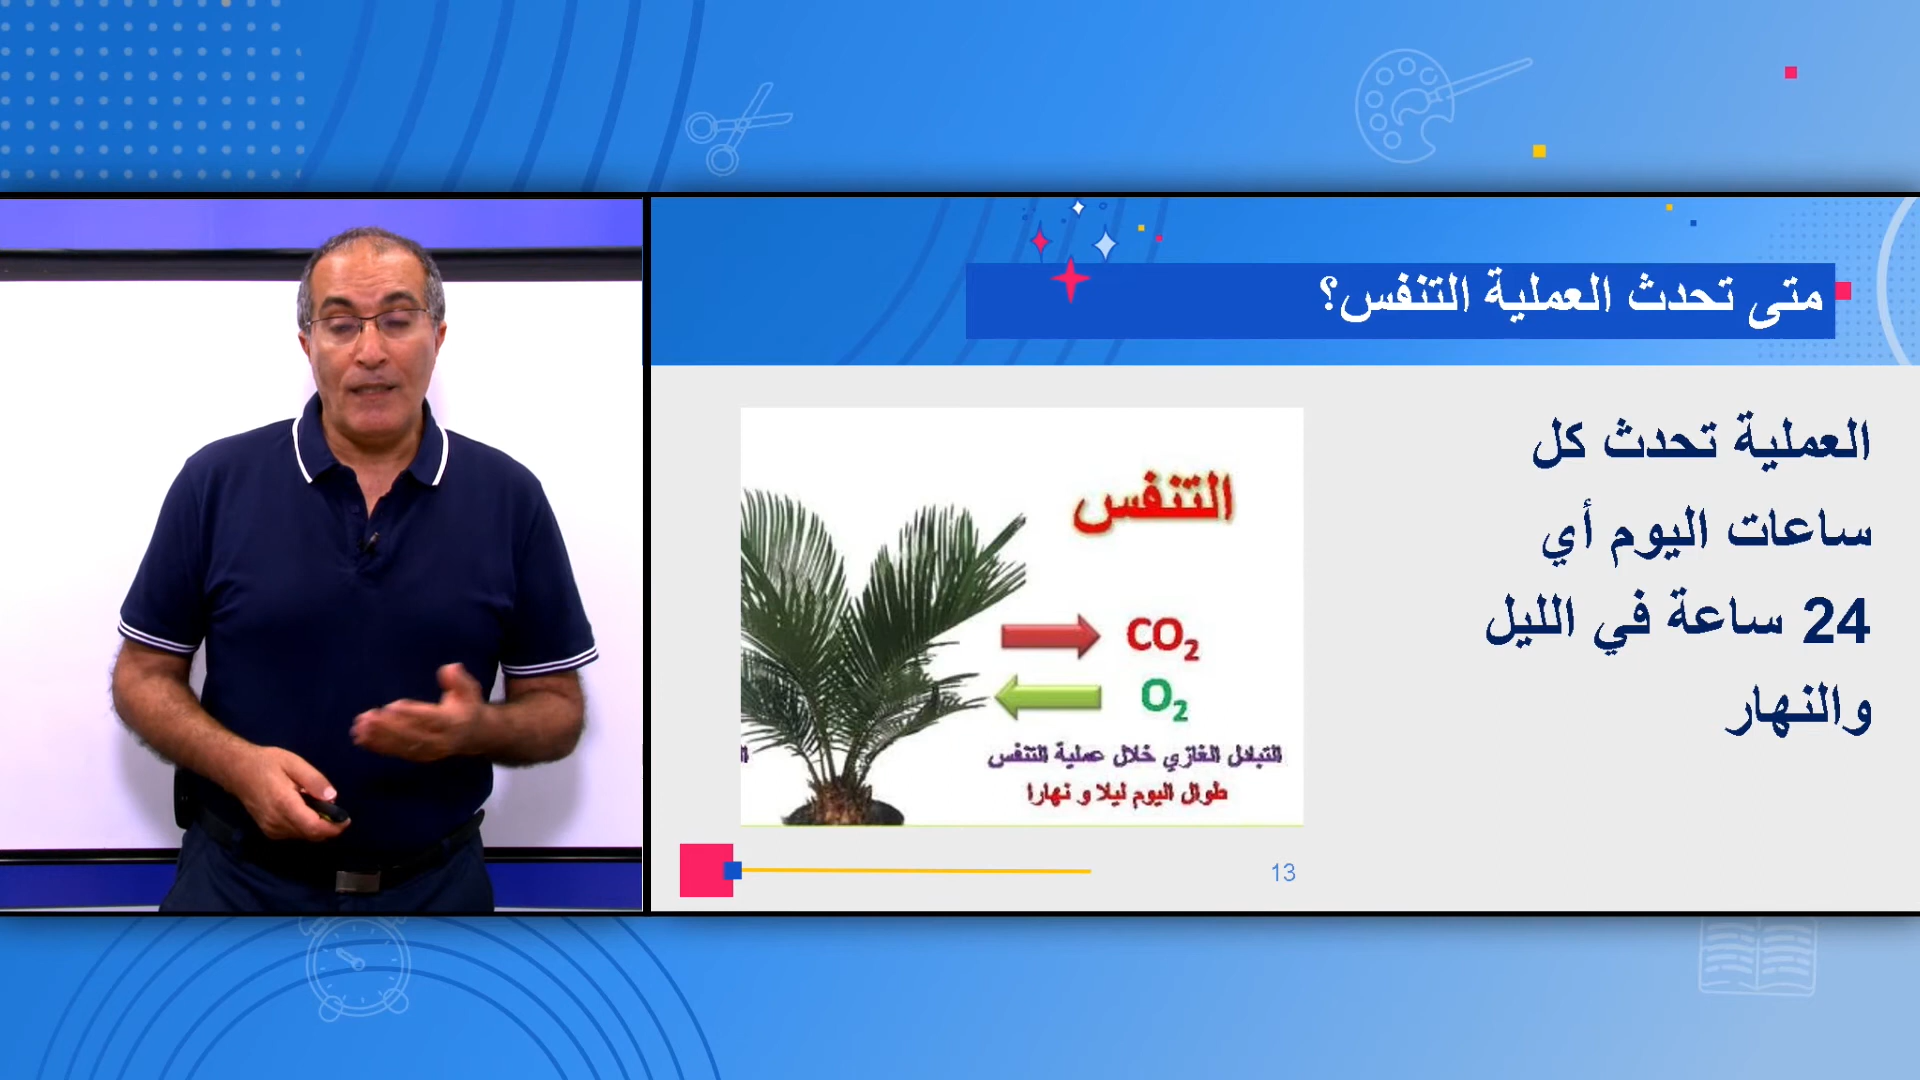 متى تحدث العملية التنفس؟
العملية تحدث كل
ساعات اليوم أي
24 ساعة في الليل
والنهار
التنفس
CO₂
O₂
التبادل الغازي خلال عملية التنفس
طوال اليوم ليلا و نهارا
13